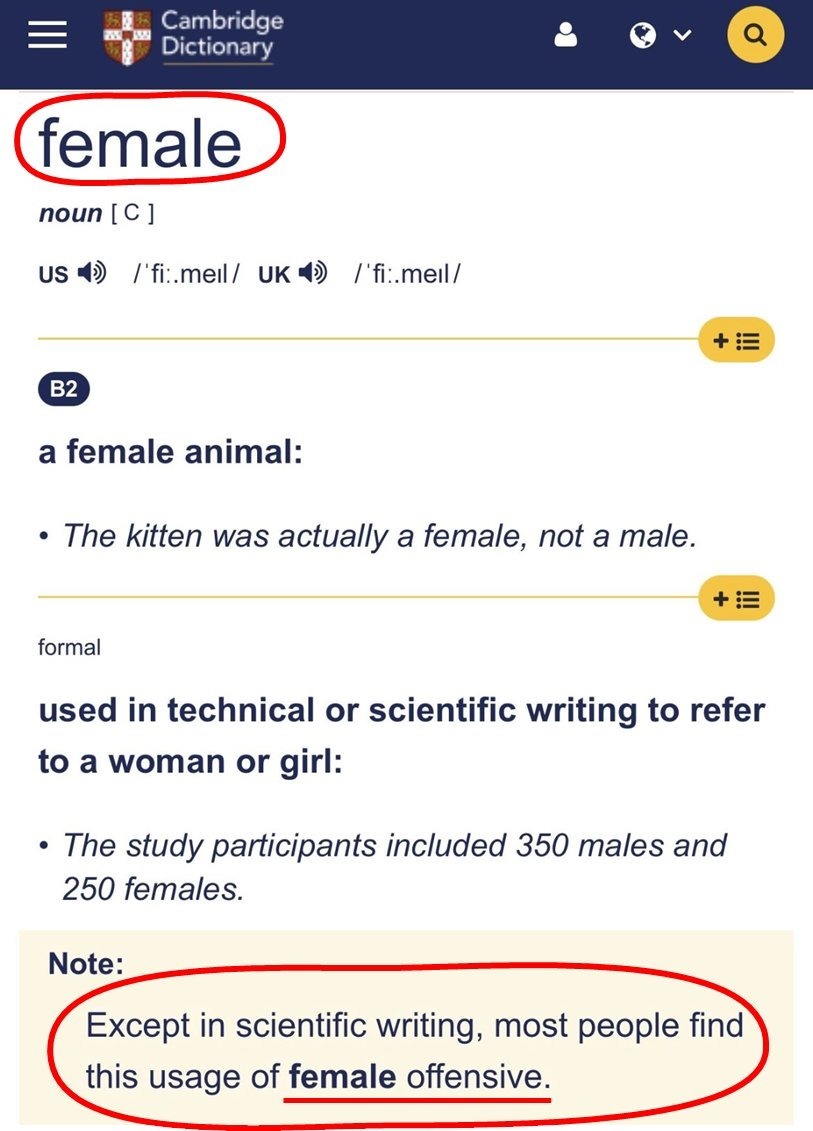 Cambridge
Dictionary
female
noun [ C ]
US /ˈfiː.meɪl/ UK /ˈfiː.meɪl/
B2
a female animal:
• The kitten was actually a female, not a male.
formal
used in technical or scientific writing to refer
to a woman or girl:
• The study participants included 350 males and
250 females.
Note:
Except in scientific writing, most people find
this usage of female offensive.